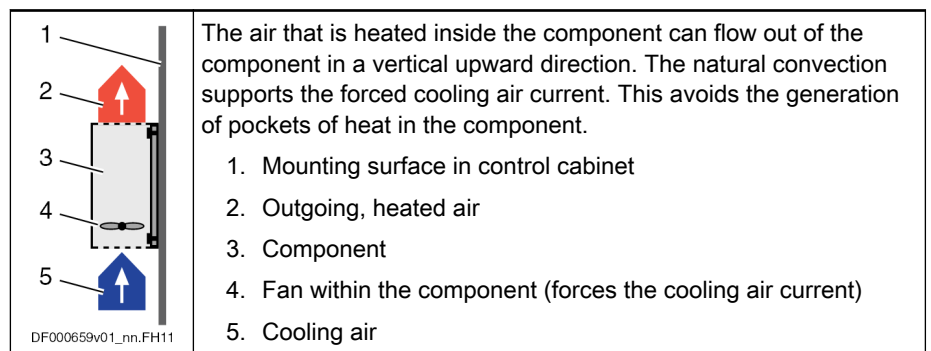 1
2
3
4
5
DF000659v01_nn.FH11
The air that is heated inside the component can flow out of the
component in a vertical upward direction. The natural convection
supports the forced cooling air current. This avoids the generation
of pockets of heat in the component.
1. Mounting surface in control cabinet
2. Outgoing, heated air
3. Component
4. Fan within the component (forces the cooling air current)
5. Cooling air